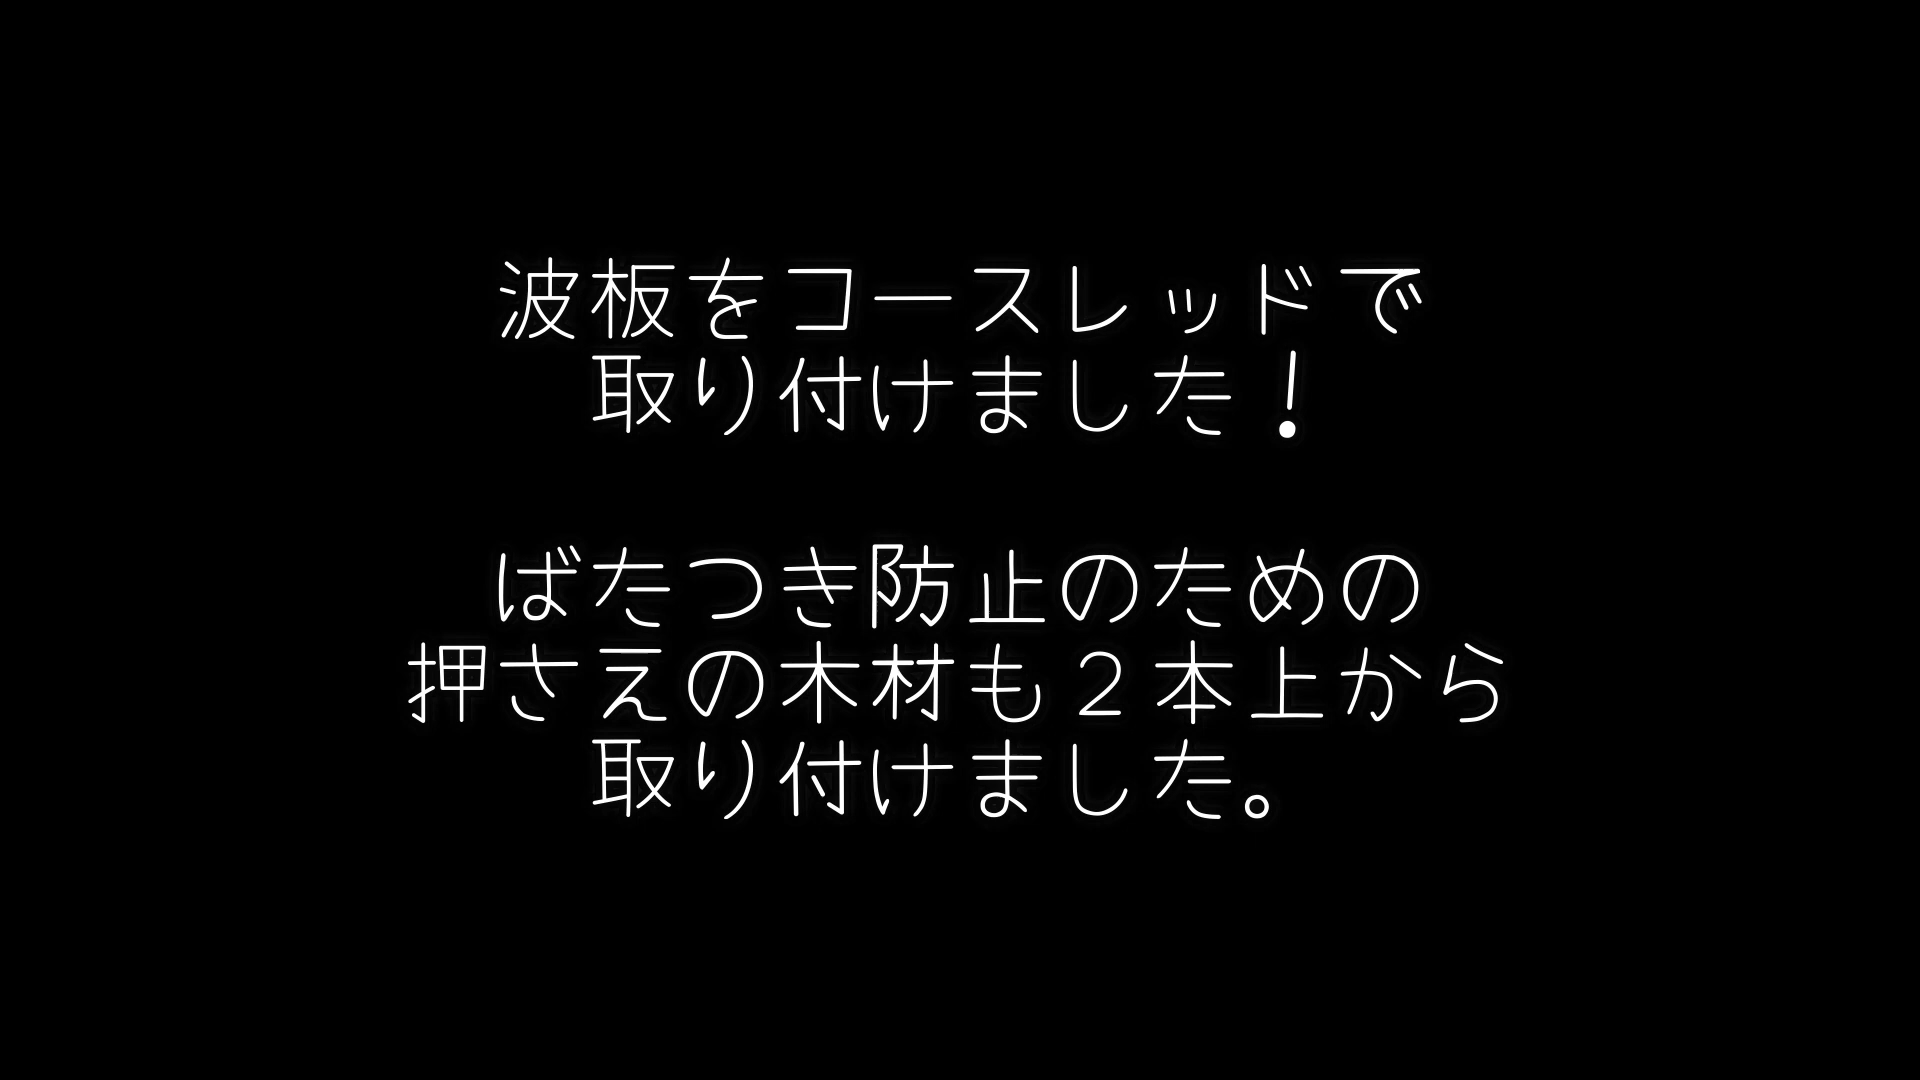 波板をコースレッドで
取り付けました！
ばたつき防止のための
押さえの木材も２本上から
取り付けました。